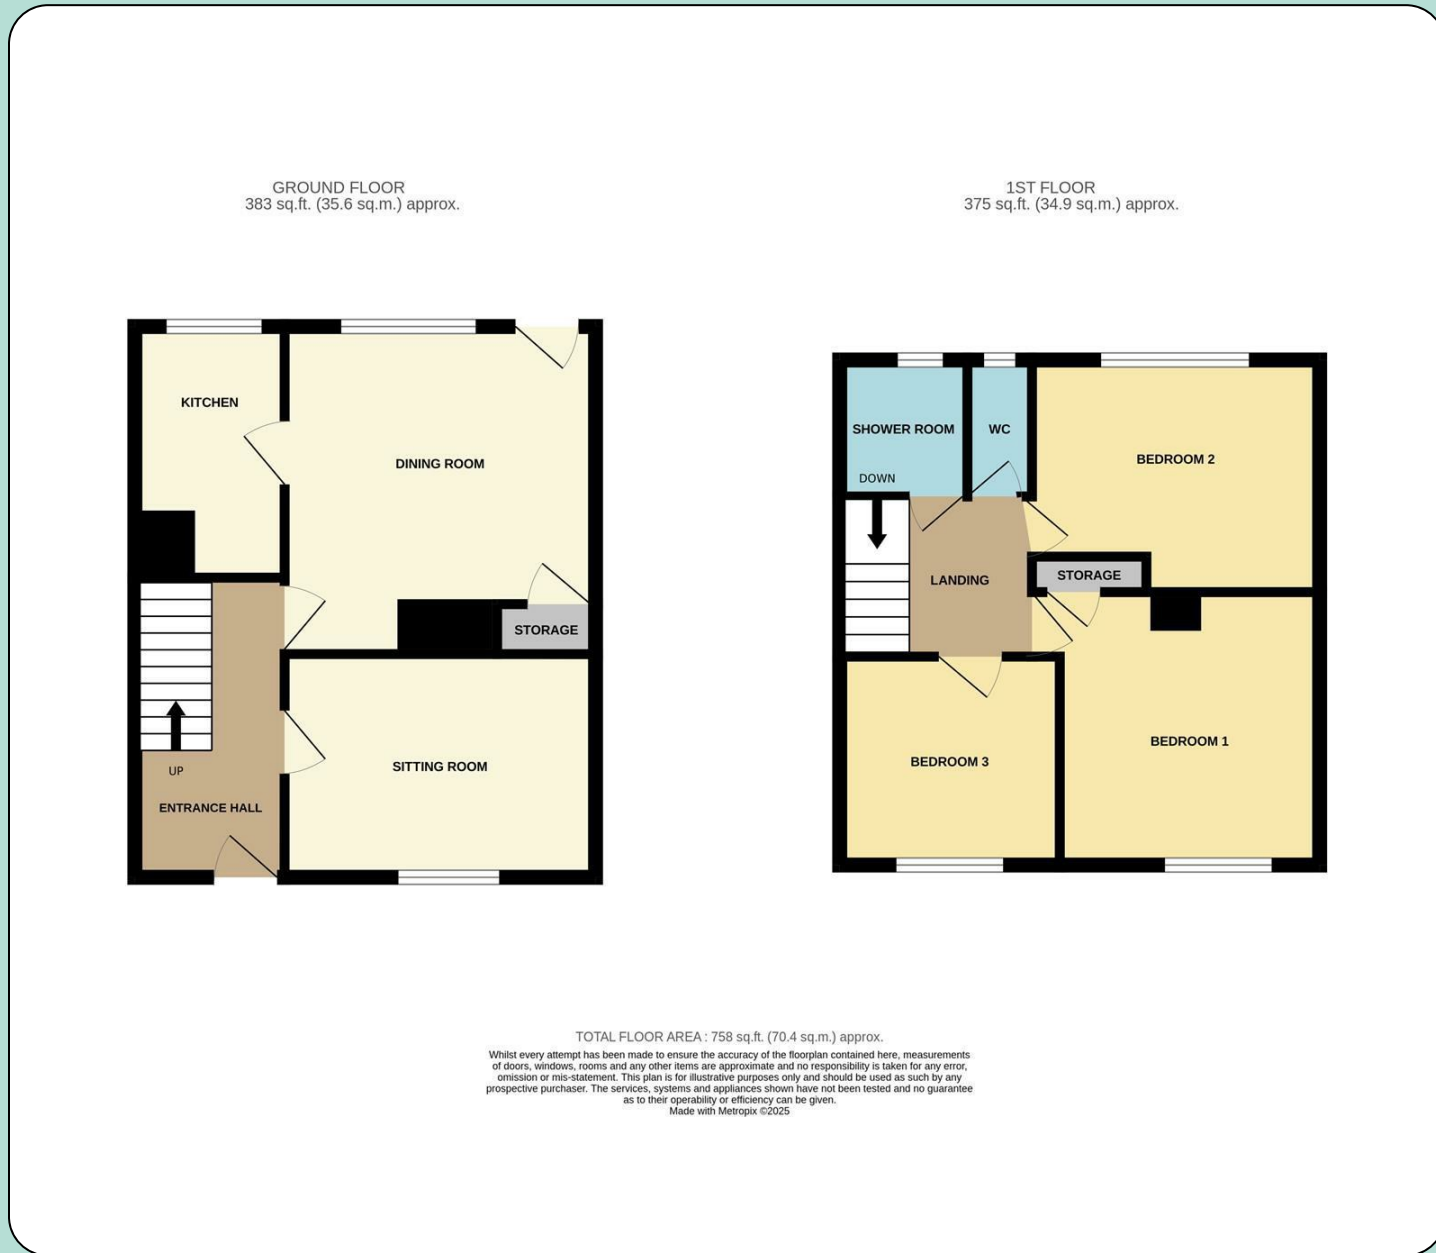 GROUND FLOOR
383 sq.ft. (35.6 sq.m.) approx.
KITCHEN
DINING ROOM
STORAGE
SITTING ROOM
UP
ENTRANCE HALL
1ST FLOOR
375 sq.ft. (34.9 sq.m.) approx.
SHOWER ROOM
WC
BEDROOM 2
DOWN
LANDING
STORAGE
BEDROOM 1
BEDROOM 3
TOTAL FLOOR AREA : 758 sq.ft. (70.4 sq.m.) approx.
Whilst every attempt has been made to ensure the accuracy of the floorplan contained here, measurements
of doors, windows, rooms and any other items are approximate and no responsibility is taken for any error,
omission or mis-statement. This plan is for illustrative purposes only and should be used as such by any
prospective purchaser. The services, systems and appliances shown have not been tested and no guarantee
as to their operability or efficiency can be given.
Made with Metropix ©2025